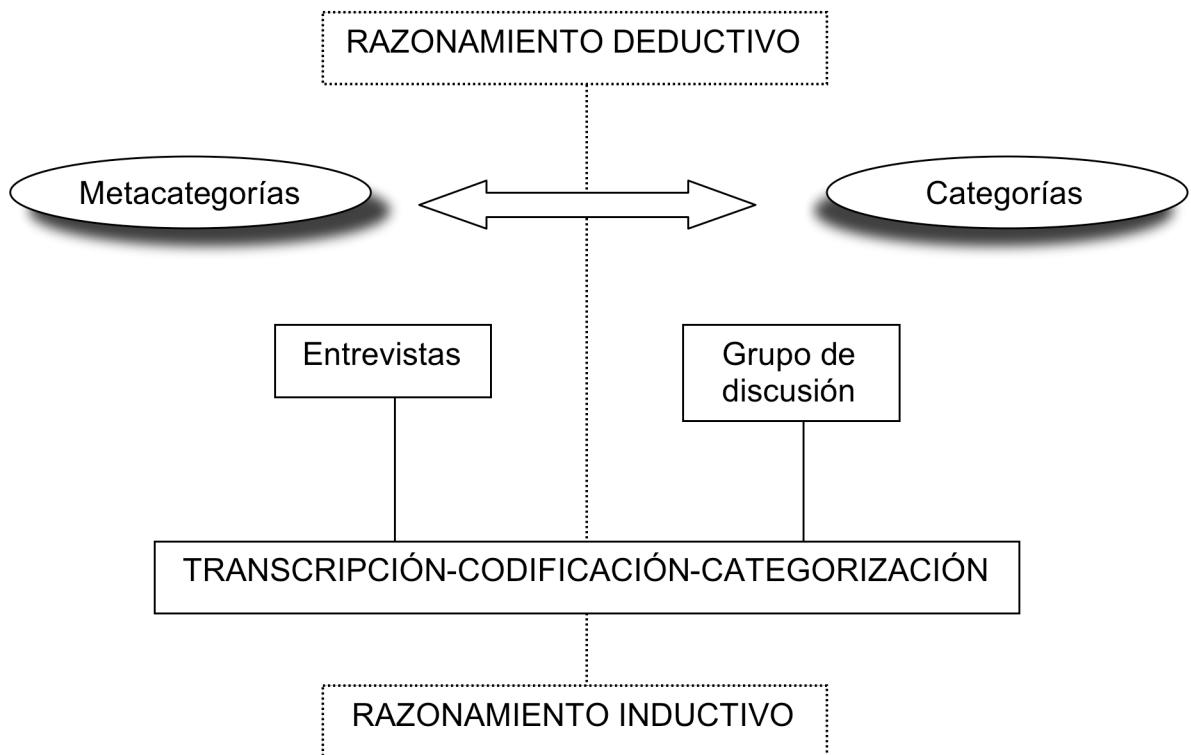 RAZONAMIENTO DEDUCTIVO
Metacategorías
Categorías
Entrevistas
Grupo de
discusión
TRANSCRIPCIÓN-CODIFICACIÓN-CATEGORIZACIÓN
RAZONAMIENTO INDUCTIVO